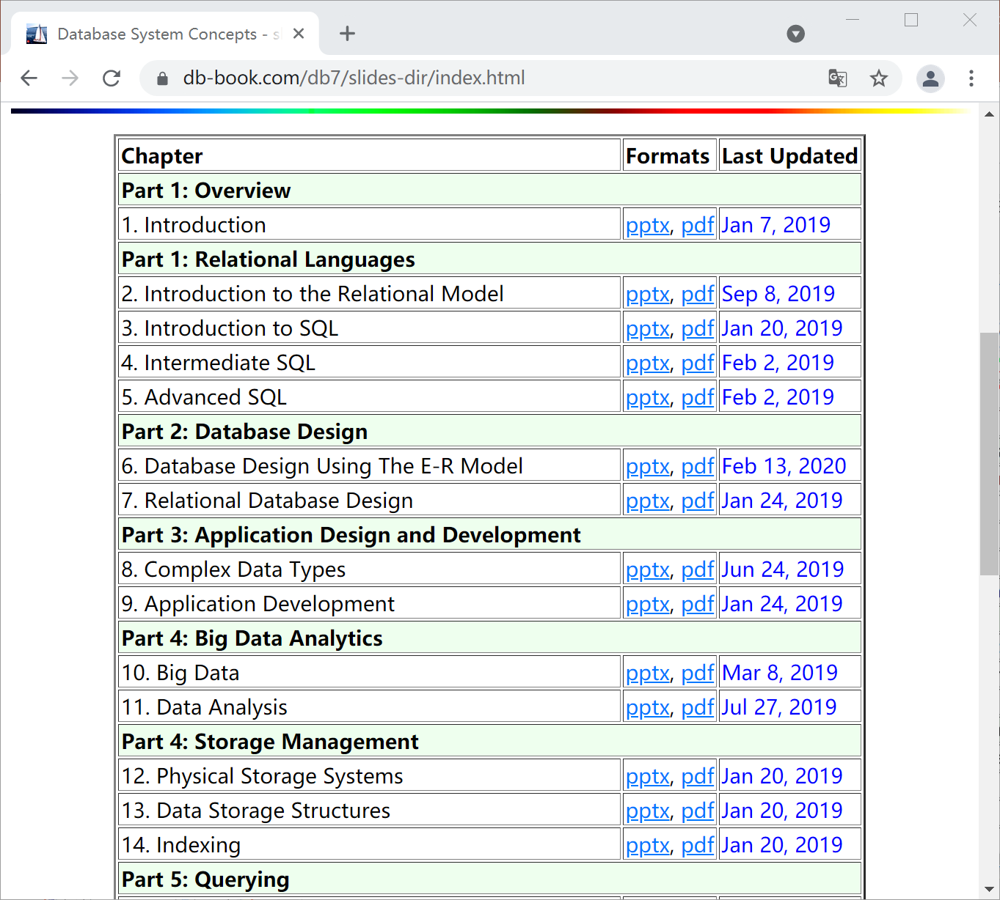 Database System Concepts - sl
db-book.com/db7/slides-dir/index.html
Chapter Formats Last Updated
Part 1: Overview
1. Introduction pptx, pdf Jan 7, 2019
Part 1: Relational Languages
2. Introduction to the Relational Model pptx, pdf Sep 8, 2019
3. Introduction to SQL pptx, pdf Jan 20, 2019
4. Intermediate SQL pptx, pdf Feb 2, 2019
5. Advanced SQL pptx, pdf Feb 2, 2019
Part 2: Database Design
6. Database Design Using The E-R Model pptx, pdf Feb 13, 2020
7. Relational Database Design pptx, pdf Jan 24, 2019
Part 3: Application Design and Development
8. Complex Data Types pptx, pdf Jun 24, 2019
9. Application Development pptx, pdf Jan 24, 2019
Part 4: Big Data Analytics
10. Big Data pptx, pdf Mar 8, 2019
11. Data Analysis pptx, pdf Jul 27, 2019
Part 4: Storage Management
12. Physical Storage Systems pptx, pdf Jan 20, 2019
13. Data Storage Structures pptx, pdf Jan 20, 2019
14. Indexing pptx, pdf Jan 20, 2019
Part 5: Querying